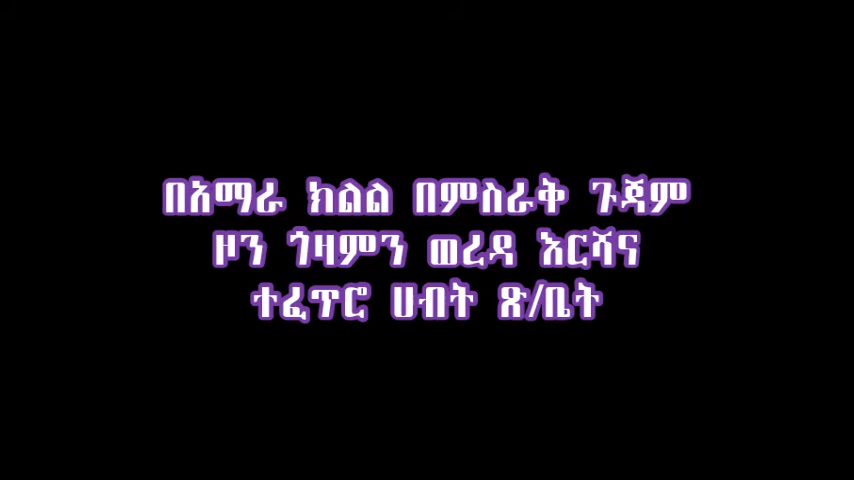 በአማራ ክልል በምስራቅ ጉጃም
ዞን ጎዛምን ወረዳ እርሻና
ተፈጥሮ ሀብት ጽ/ቤት